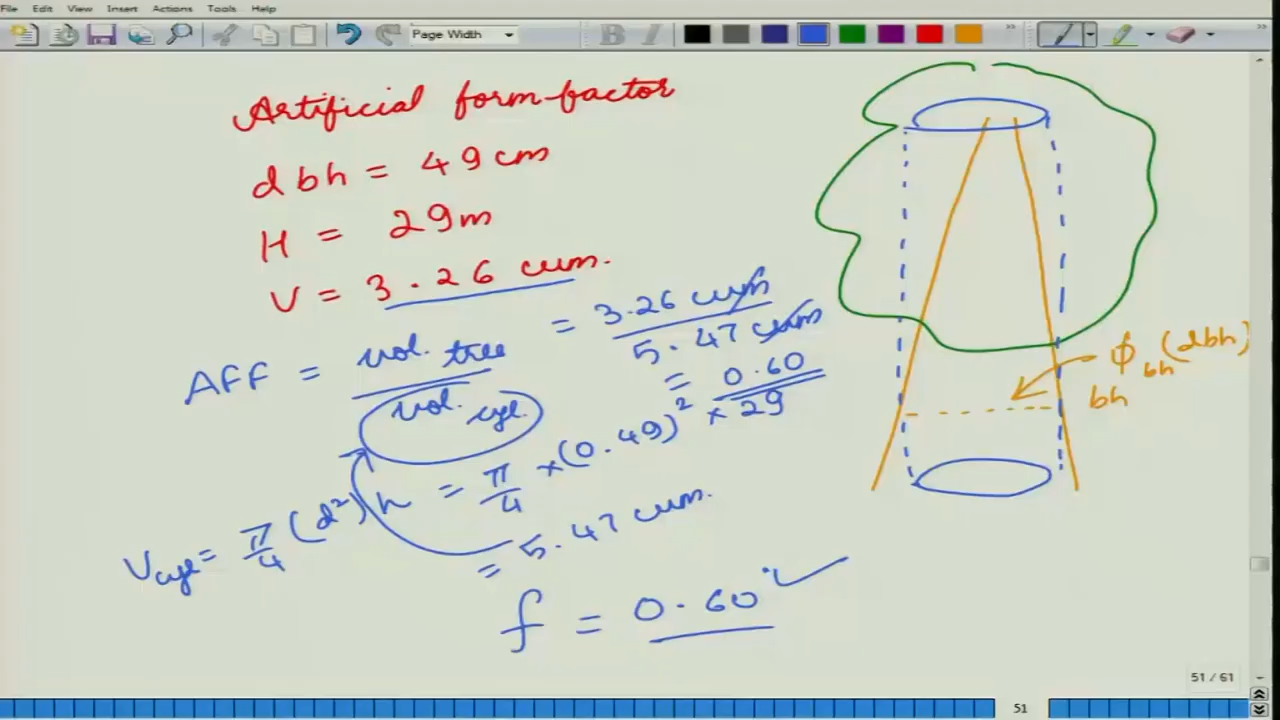 File Edit View Insert Actions Tools Help
Page Width
B I
Artificial form factor
dbh = 49 cm
H = 29m
V = 3.26 cum.
AFF = vol. tree / vol. cyl. = 3.26 cum / 5.47 cum
= 0.60
Vcyl = π/4 (d²) h = π/4 × (0.49)² × 29
= 5.47 cum.
f = 0.60
ϕbh (dbh)
bh
51 / 61
51